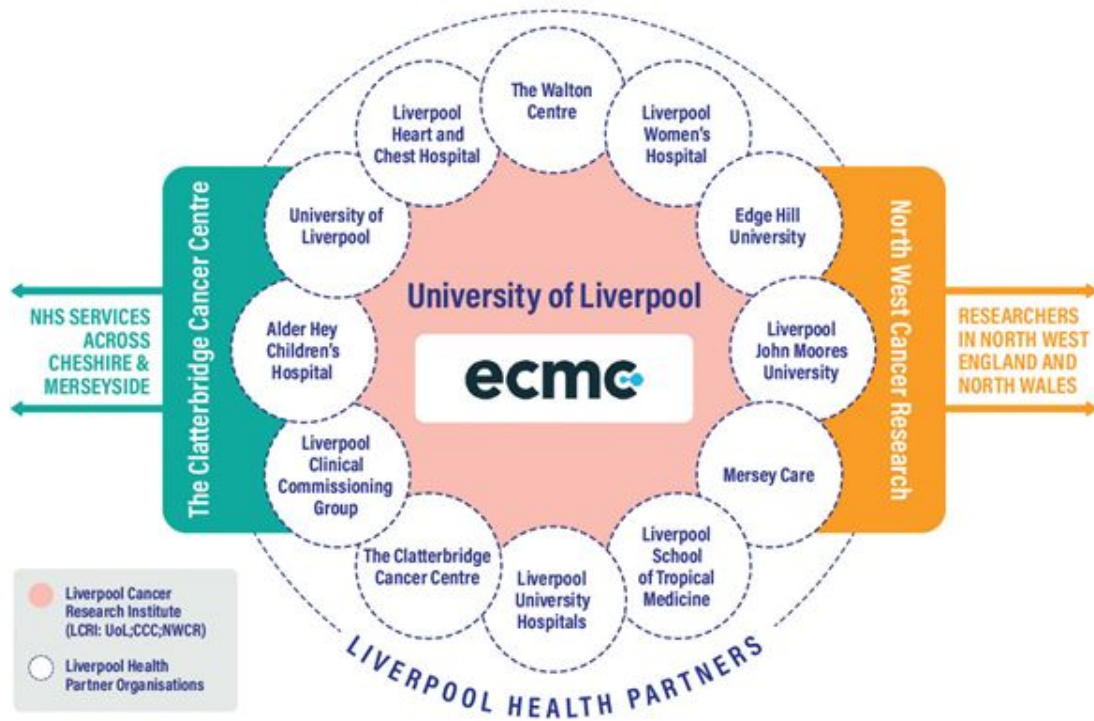 The Walton
Centre
Liverpool
Heart and
Chest Hospital
Liverpool
Women's
Hospital
University of
Liverpool
Edge Hill
University
The Clatterbridge Cancer Centre
North West Cancer Research
University of Liverpool
ecmc
NHS SERVICES
ACROSS
CHESHIRE &
MERSEYSIDE
Alder Hey
Children's
Hospital
Liverpool
John Moores
University
RESEARCHERS
IN NORTH WEST
ENGLAND AND
NORTH WALES
Liverpool
Clinical
Commissioning
Group
Mersey Care
The Clatterbridge
Cancer Centre
Liverpool
University
Hospitals
Liverpool
School
of Tropical
Medicine
LIVERPOOL HEALTH PARTNERS
Liverpool Cancer
Research Institute
(LCRI: UoL;CCC;NWCR)
Liverpool Health
Partner Organisations